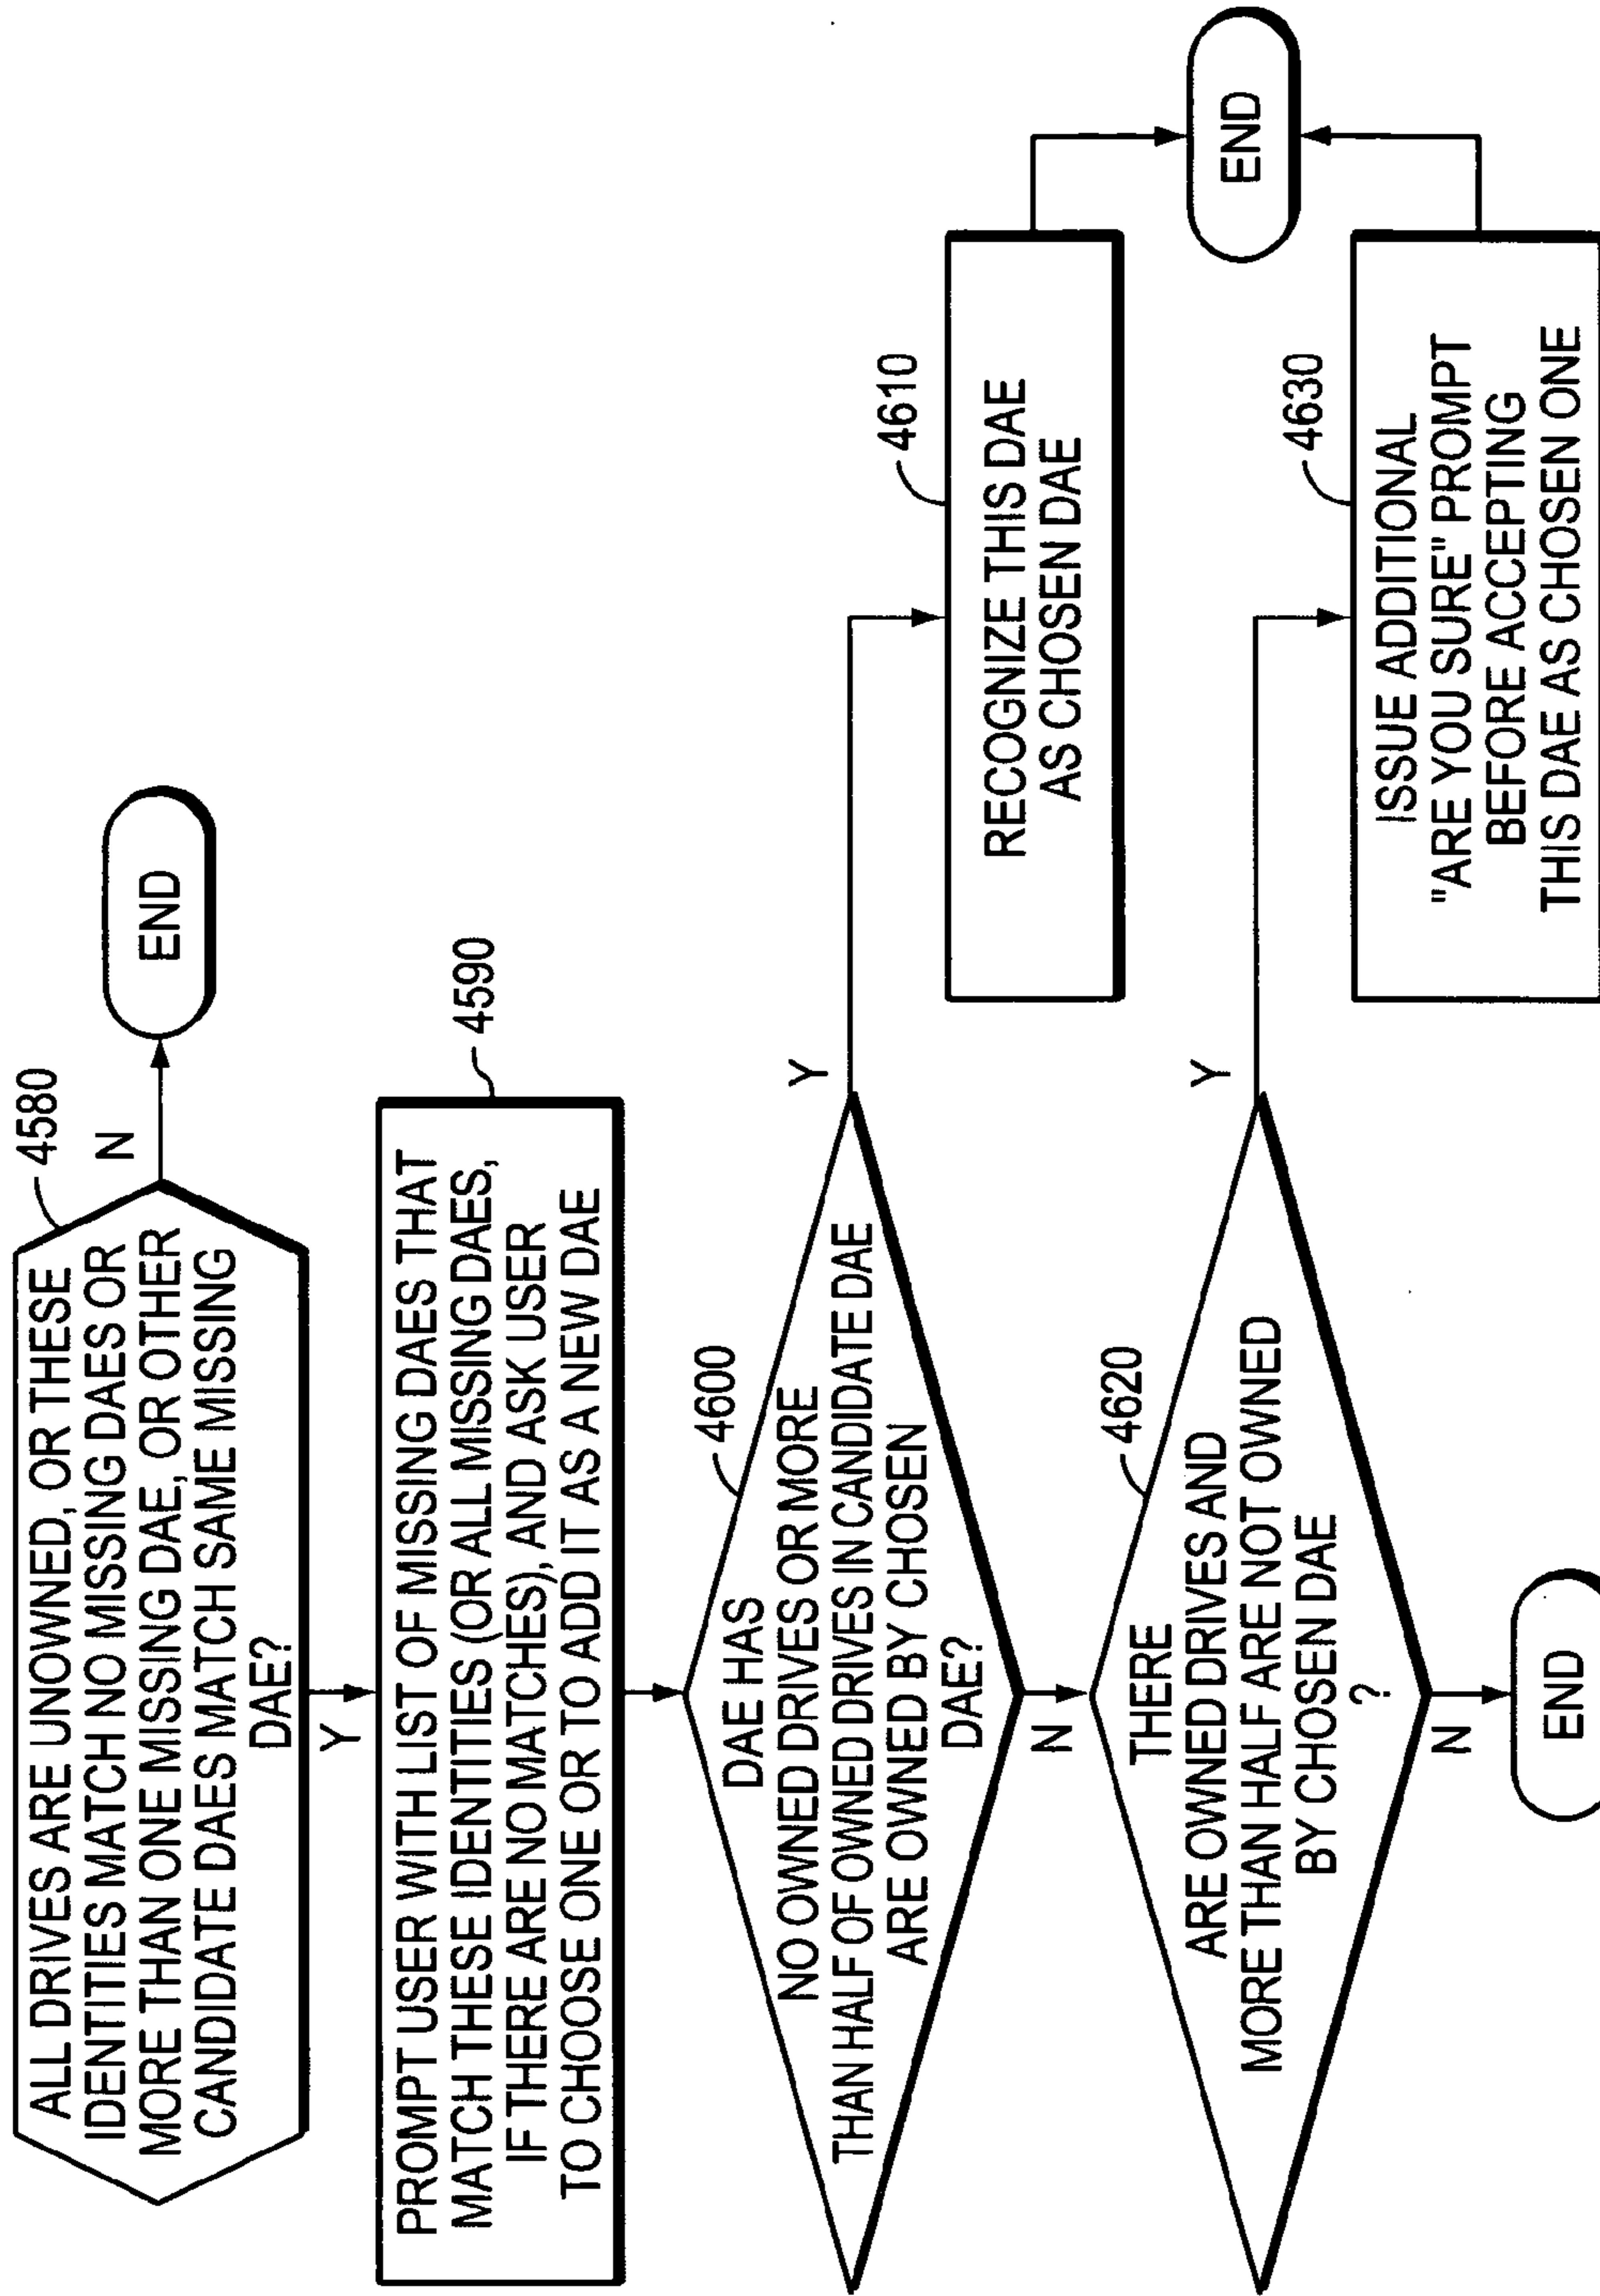 4580
ALL DRIVES ARE UNOWNED, OR THESE
IDENTITIES MATCH NO MISSING DAES OR
MORE THAN ONE MISSING DAE, OR OTHER
CANDIDATE DAES MATCH SAME MISSING
DAE?
N
END
Y
4590
PROMPT USER WITH LIST OF MISSING DAES THAT
MATCH THESE IDENTITIES (OR ALL MISSING DAES,
IF THERE ARE NO MATCHES), AND ASK USER
TO CHOOSE ONE OR TO ADD IT AS A NEW DAE
4600
DAE HAS
NO OWNED DRIVES OR MORE
THAN HALF OF OWNED DRIVES IN CANDIDATE DAE
ARE OWNED BY CHOSEN
DAE?
Y
4610
RECOGNIZE THIS DAE
AS CHOSEN DAE
END
N
4620
THERE
ARE OWNED DRIVES AND
MORE THAN HALF ARE NOT OWNED
BY CHOSEN DAE
?
Y
4630
ISSUE ADDITIONAL
"ARE YOU SURE" PROMPT
BEFORE ACCEPTING
THIS DAE AS CHOSEN ONE
N
END